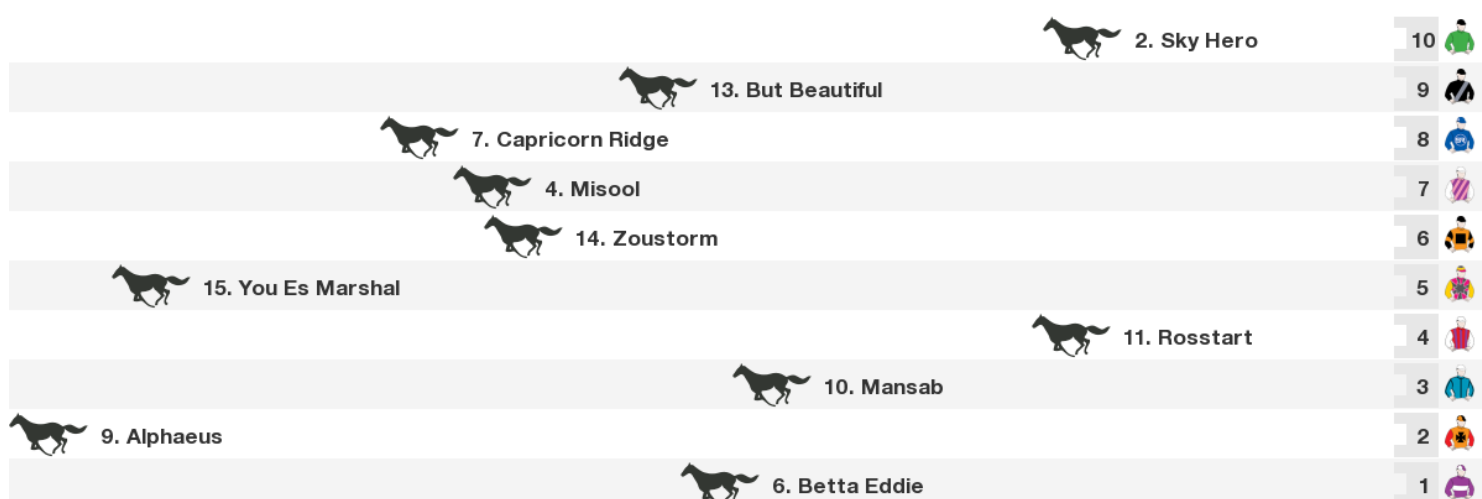 2. Sky Hero 10
13. But Beautiful 9
7. Capricorn Ridge 8
4. Misool 7
14. Zoustorm 6
15. You Es Marshal 5
11. Rosstart 4
10. Mansab 3
9. Alphaeus 2
6. Betta Eddie 1